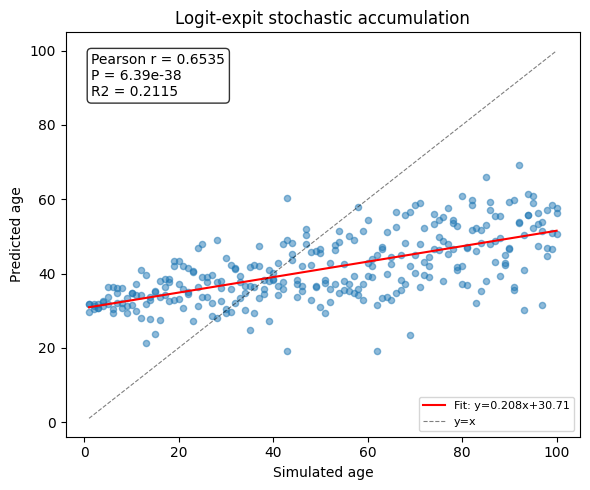 Logit-expit stochastic accumulation
Pearson r = 0.6535
P = 6.39e-38
R2 = 0.2115
100
80
60
40
20
0
Predicted age
Fit: y=0.208x+30.71
y=x
0 20 40 60 80 100
Simulated age